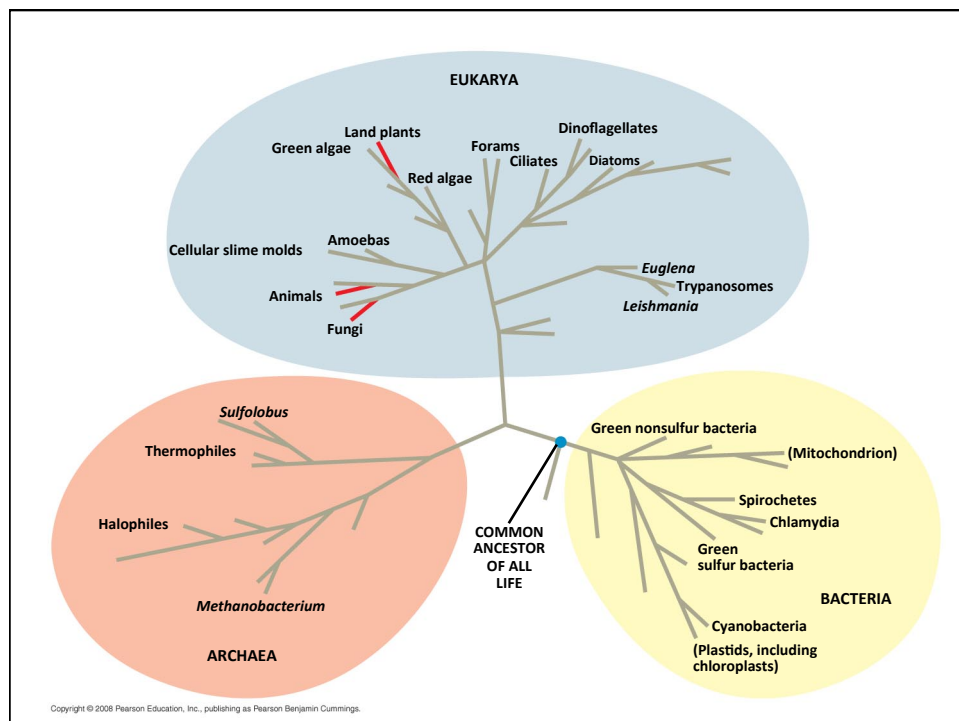 EUKARYA
Land plants
Green algae
Dinoflagellates
Forams
Ciliates
Diatoms
Red algae
Amoebas
Cellular slime molds
Euglena
Trypanosomes
Leishmania
Animals
Fungi
Sulfolobus
Thermophiles
Halophiles
Methanobacterium
ARCHAEA
COMMON
ANCESTOR
OF ALL
LIFE
Green nonsulfur bacteria
(Mitochondrion)
Spirochetes
Chlamydia
Green
sulfur bacteria
BACTERIA
Cyanobacteria
(Plastids, including
chloroplasts)
Copyright © 2008 Pearson Education, Inc., publishing as Pearson Benjamin Cummings.